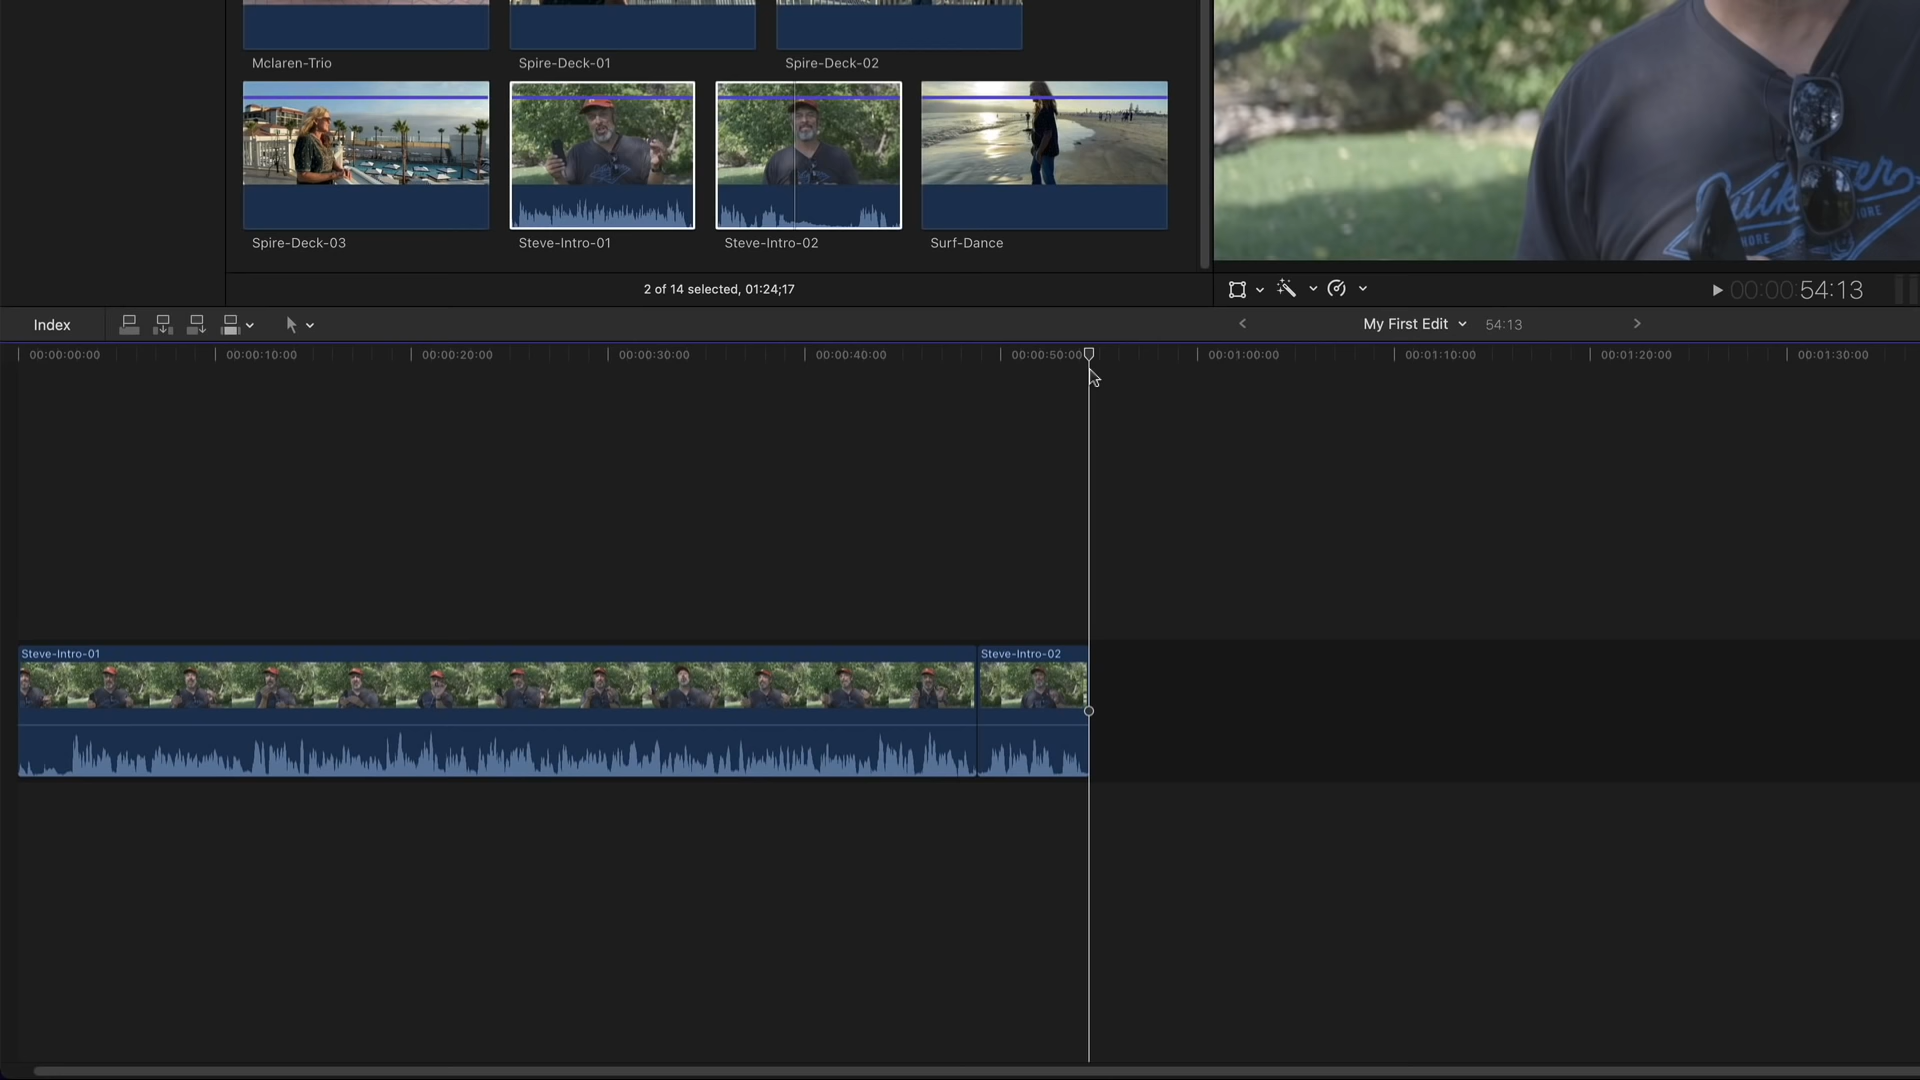 Mclaren-Trio
Spire-Deck-01
Spire-Deck-02
Spire-Deck-03
Steve-Intro-01
Steve-Intro-02
Surf-Dance
2 of 14 selected, 01:24;17
00:00:54:13
Index
My First Edit
54:13
00:00:00:00
00:00:10:00
00:00:20:00
00:00:30:00
00:00:40:00
00:00:50:00
00:01:00:00
00:01:10:00
00:01:20:00
00:01:30:00
Steve-Intro-01
Steve-Intro-02